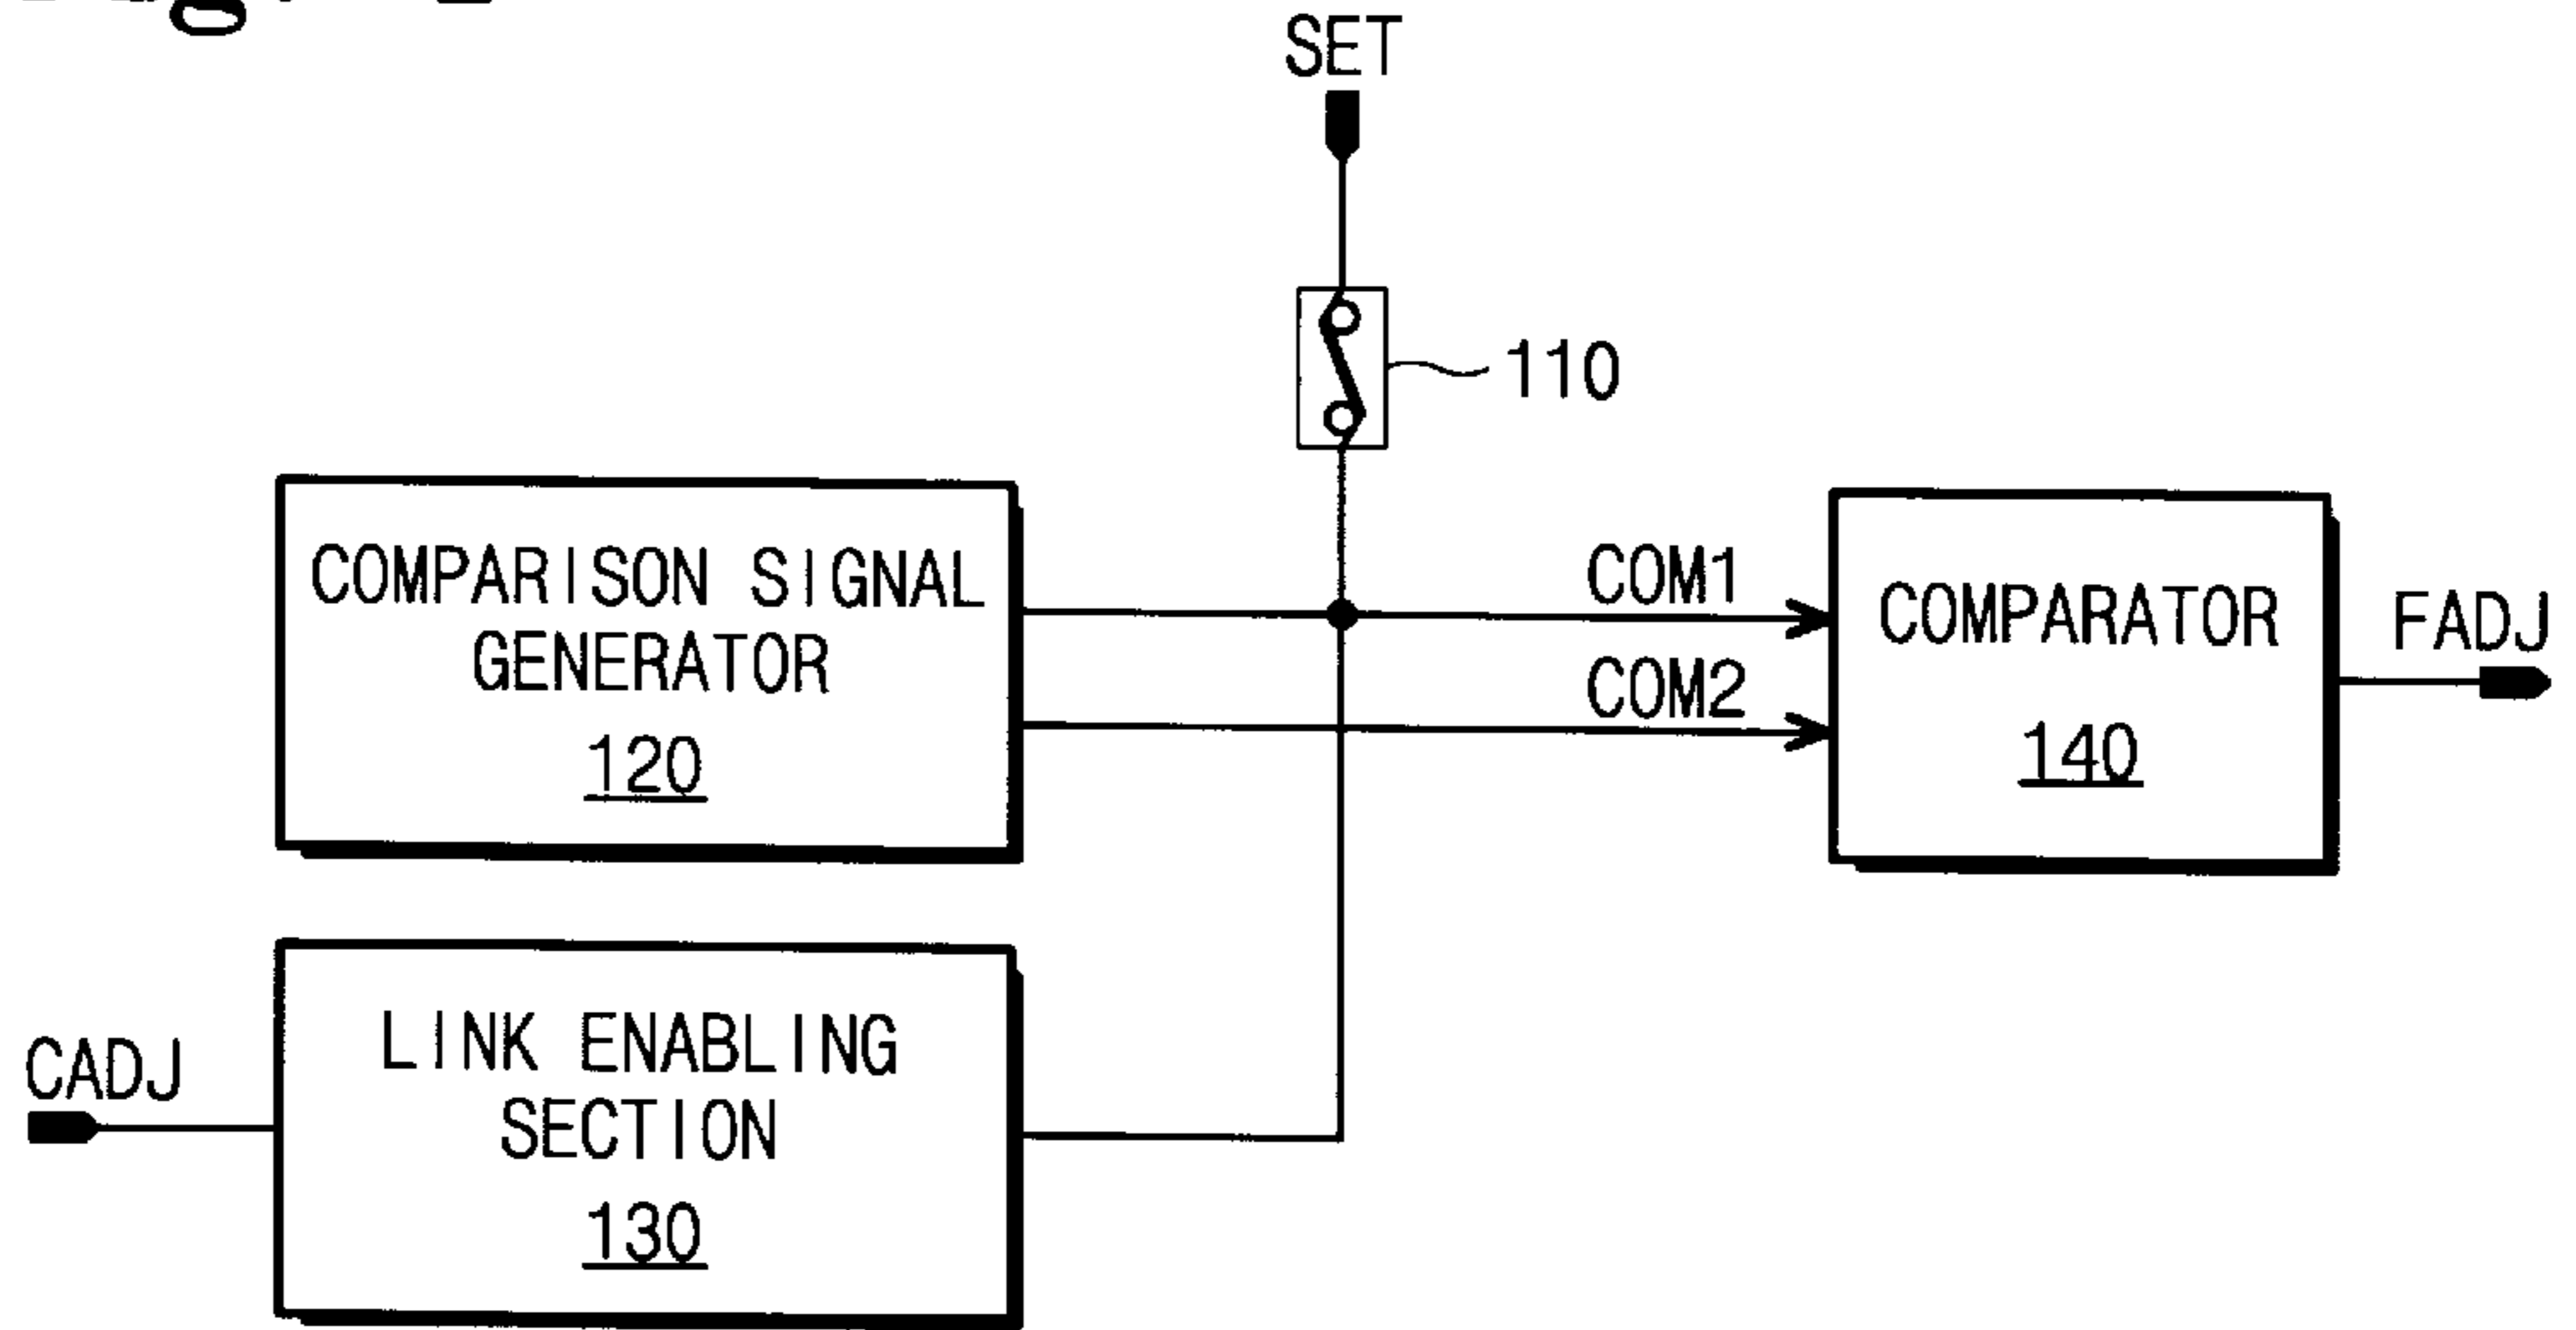 SET
110
COMPARISON SIGNAL
GENERATOR
120
COM1
COM2
COMPARATOR
140
FADJ
CADJ
LINK ENABLING
SECTION
130